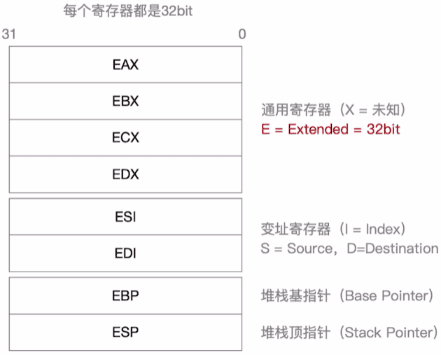 每个寄存器都是32bit
31 0
EAX
EBX
ECX
EDX
通用寄存器（X = 未知）
E = Extended = 32bit
ESI
EDI
变址寄存器（I = Index）
S = Source，D=Destination
EBP
堆栈基指针（Base Pointer）
ESP
堆栈顶指针（Stack Pointer）